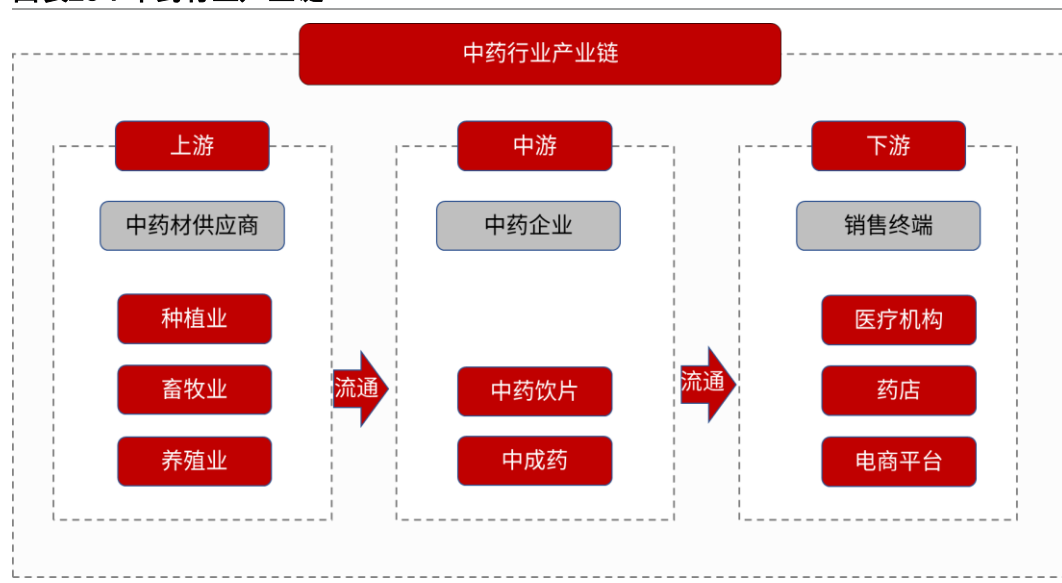 中药行业产业链
上游
中药材供应商
种植业
畜牧业
养殖业
流通
中游
中药企业
中药饮片
中成药
流通
下游
销售终端
医疗机构
药店
电商平台